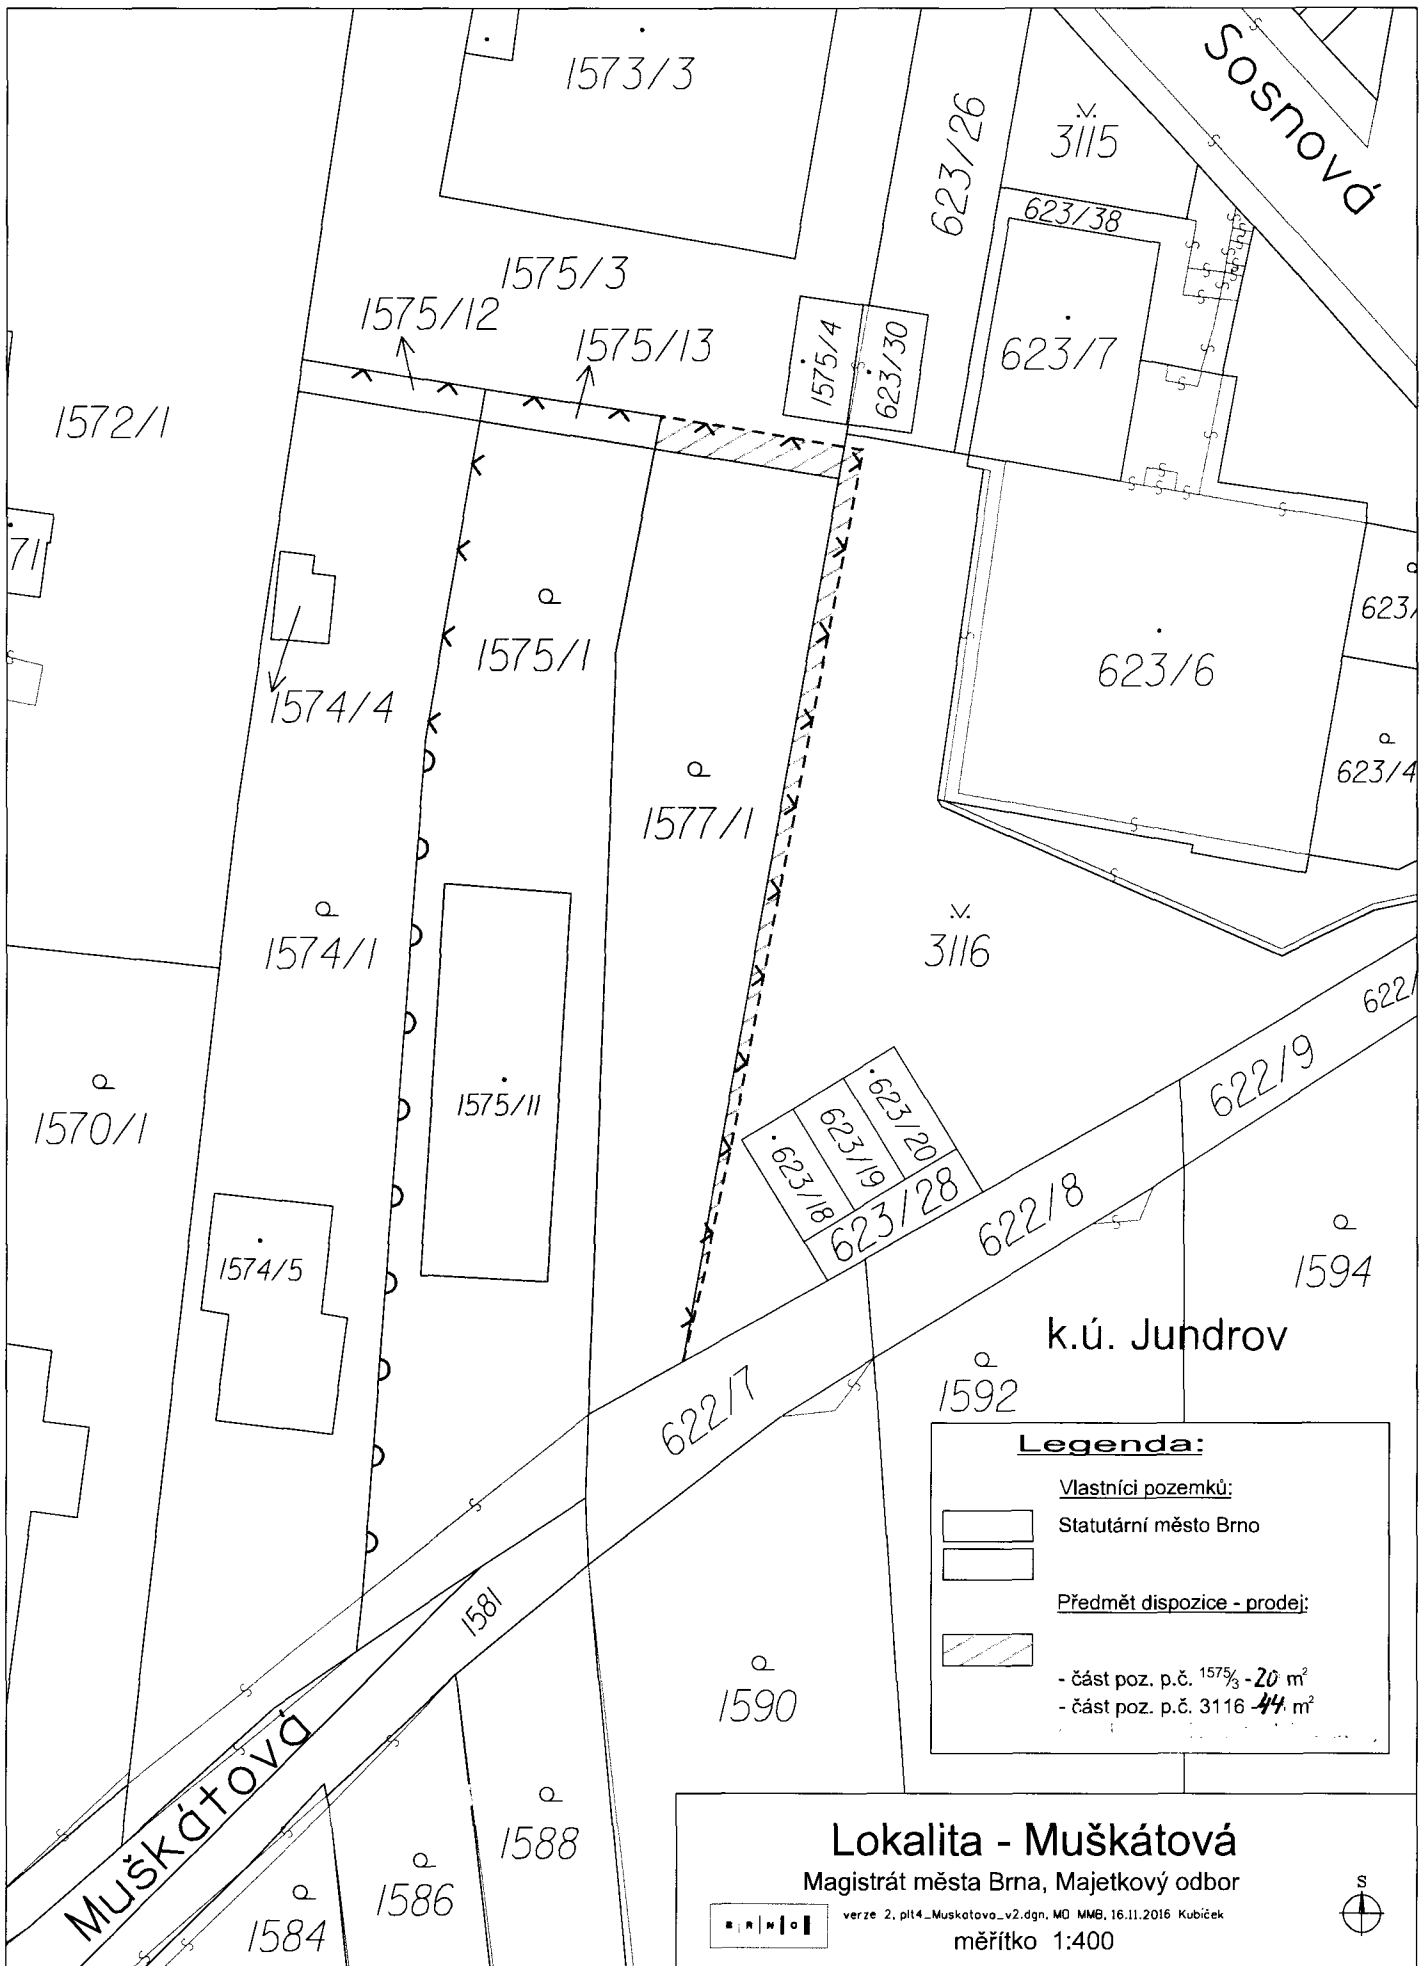 Sosnová
1573/3
623/26
3115
623/38
1575/3
1575/12
1575/13
1575/4
623/30
623/7
1572/1
71
1575/1
623/6
623/
1574/4
623/4
1577/1
1574/1
3116
622/
1570/1
1575/11
622/9
623/20
623/19
623/18
623/28
622/8
1574/5
1594
k.ú. Jundrov
1592
622/7
Legenda:
Vlastníci pozemků:
Statutární město Brno
Předmět dispozice - prodej:
- část poz. p.č. 1575/3 - 20 m²
- část poz. p.č. 3116 - 44 m²
1581
1590
Muškátová
1588
1586
1584
Lokalita - Muškátová
Magistrát města Brna, Majetkový odbor
B R N O
verze 2, plt4_Muskatova_v2.dgn, MO MMB, 16.11.2016 Kubíček
měřítko 1:400
S